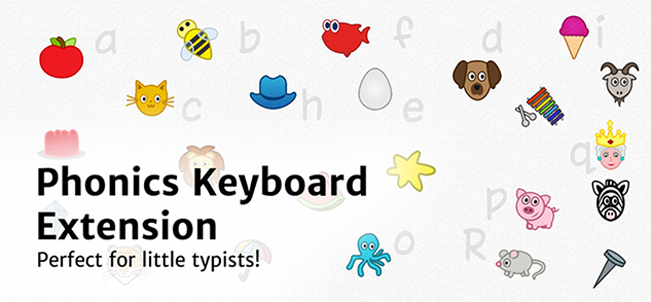 a b f d i
c h e
q
Phonics Keyboard
Extension
p
Perfect for little typists!
o R